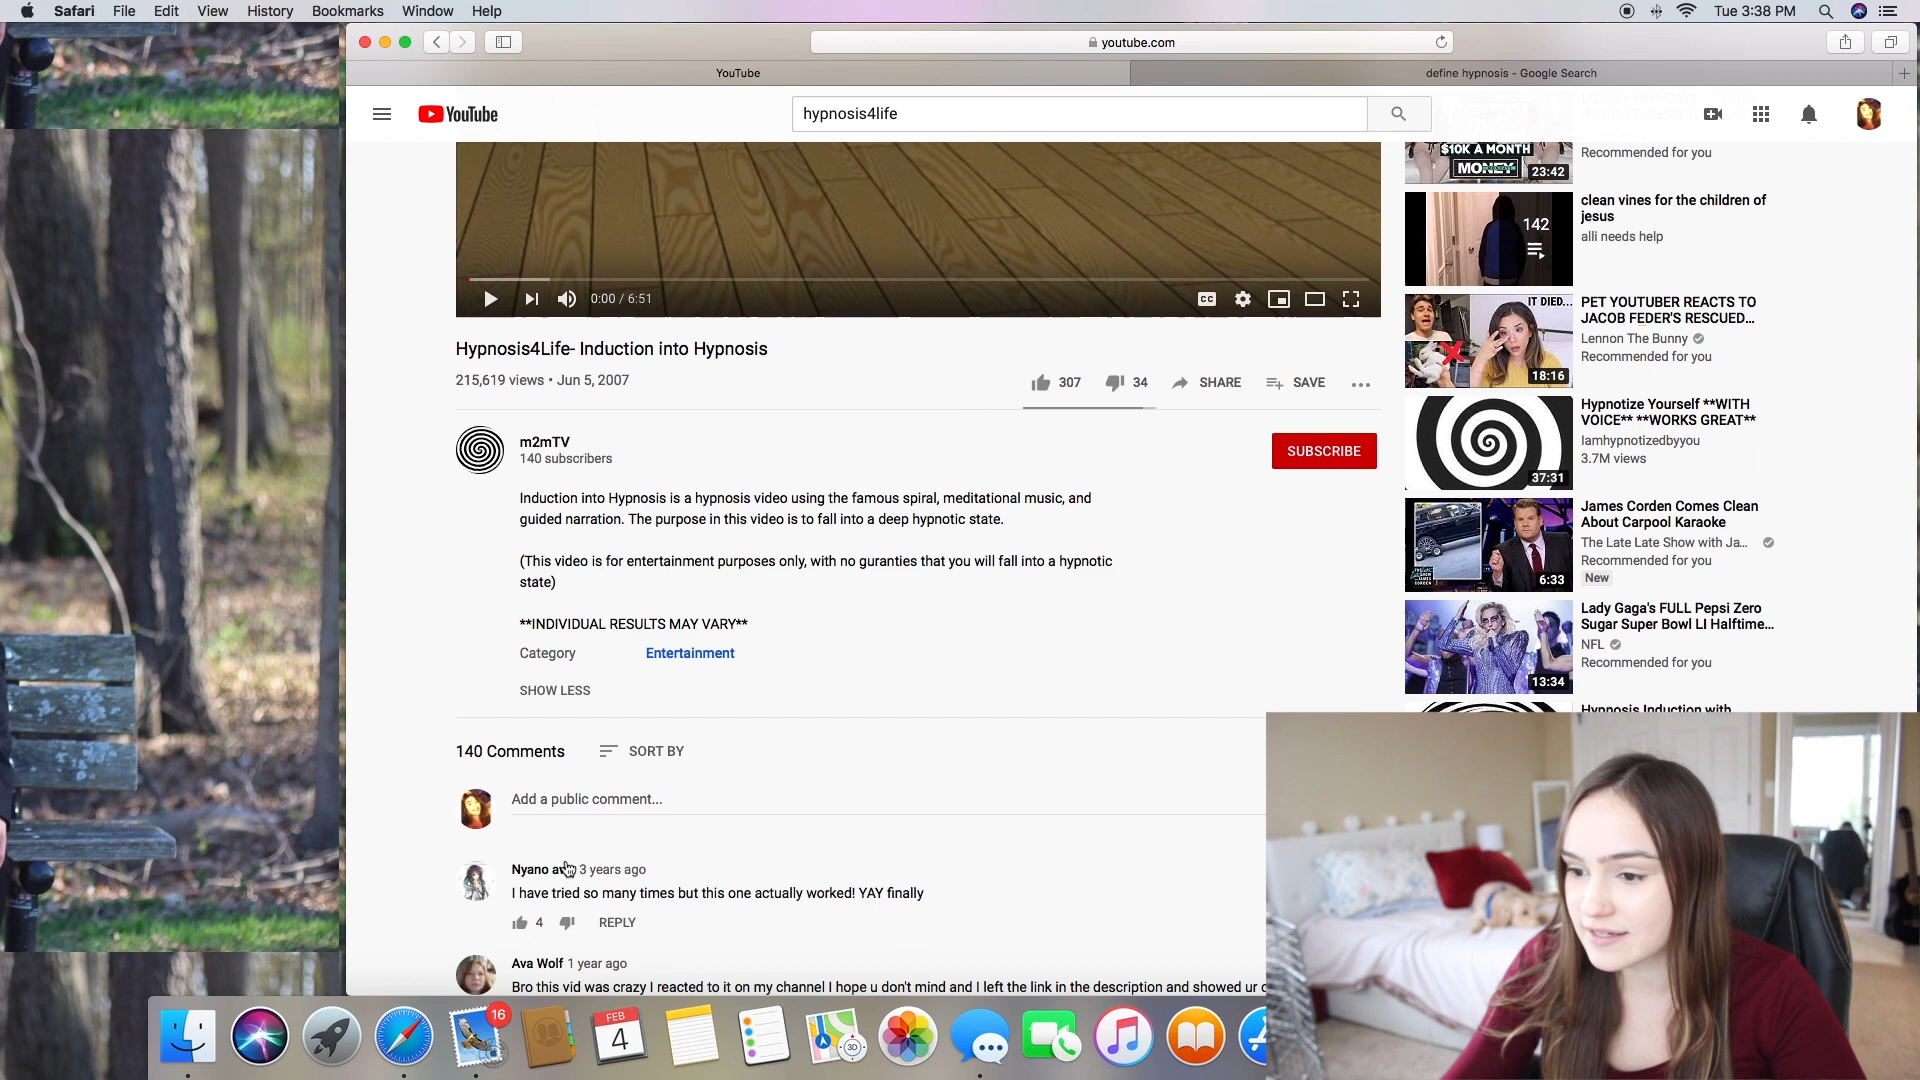 Safari File Edit View History Bookmarks Window Help
Tue 3:38 PM
youtube.com
YouTube
define hypnosis - Google Search
YouTube
hypnosis4life
$10K A MONTH
MONEY
23:42
Recommended for you
142
clean vines for the children of
jesus
alli needs help
IT DIED...
18:16
PET YOUTUBER REACTS TO
JACOB FEDER'S RESCUED...
Lennon The Bunny
Recommended for you
37:31
Hypnotize Yourself **WITH
VOICE** **WORKS GREAT**
Iamhypnotizedbyyou
3.7M views
6:33
James Corden Comes Clean
About Carpool Karaoke
The Late Late Show with Ja...
Recommended for you
New
13:34
Lady Gaga's FULL Pepsi Zero
Sugar Super Bowl LI Halftime...
NFL
Recommended for you
Hypnosis Induction with
0:00 / 6:51
CC
Hypnosis4Life- Induction into Hypnosis
215,619 views • Jun 5, 2007
307 34 SHARE SAVE
m2mTV
140 subscribers
SUBSCRIBE
Induction into Hypnosis is a hypnosis video using the famous spiral, meditational music, and
guided narration. The purpose in this video is to fall into a deep hypnotic state.
(This video is for entertainment purposes only, with no guranties that you will fall into a hypnotic
state)
**INDIVIDUAL RESULTS MAY VARY**
Category Entertainment
SHOW LESS
140 Comments SORT BY
Add a public comment...
Nyano 3 years ago
I have tried so many times but this one actually worked! YAY finally
4 REPLY
Ava Wolf 1 year ago
Bro this vid was crazy I reacted to it on my channel I hope u don't mind and I left the link in the description and showed ur
16
FEB
4
3D